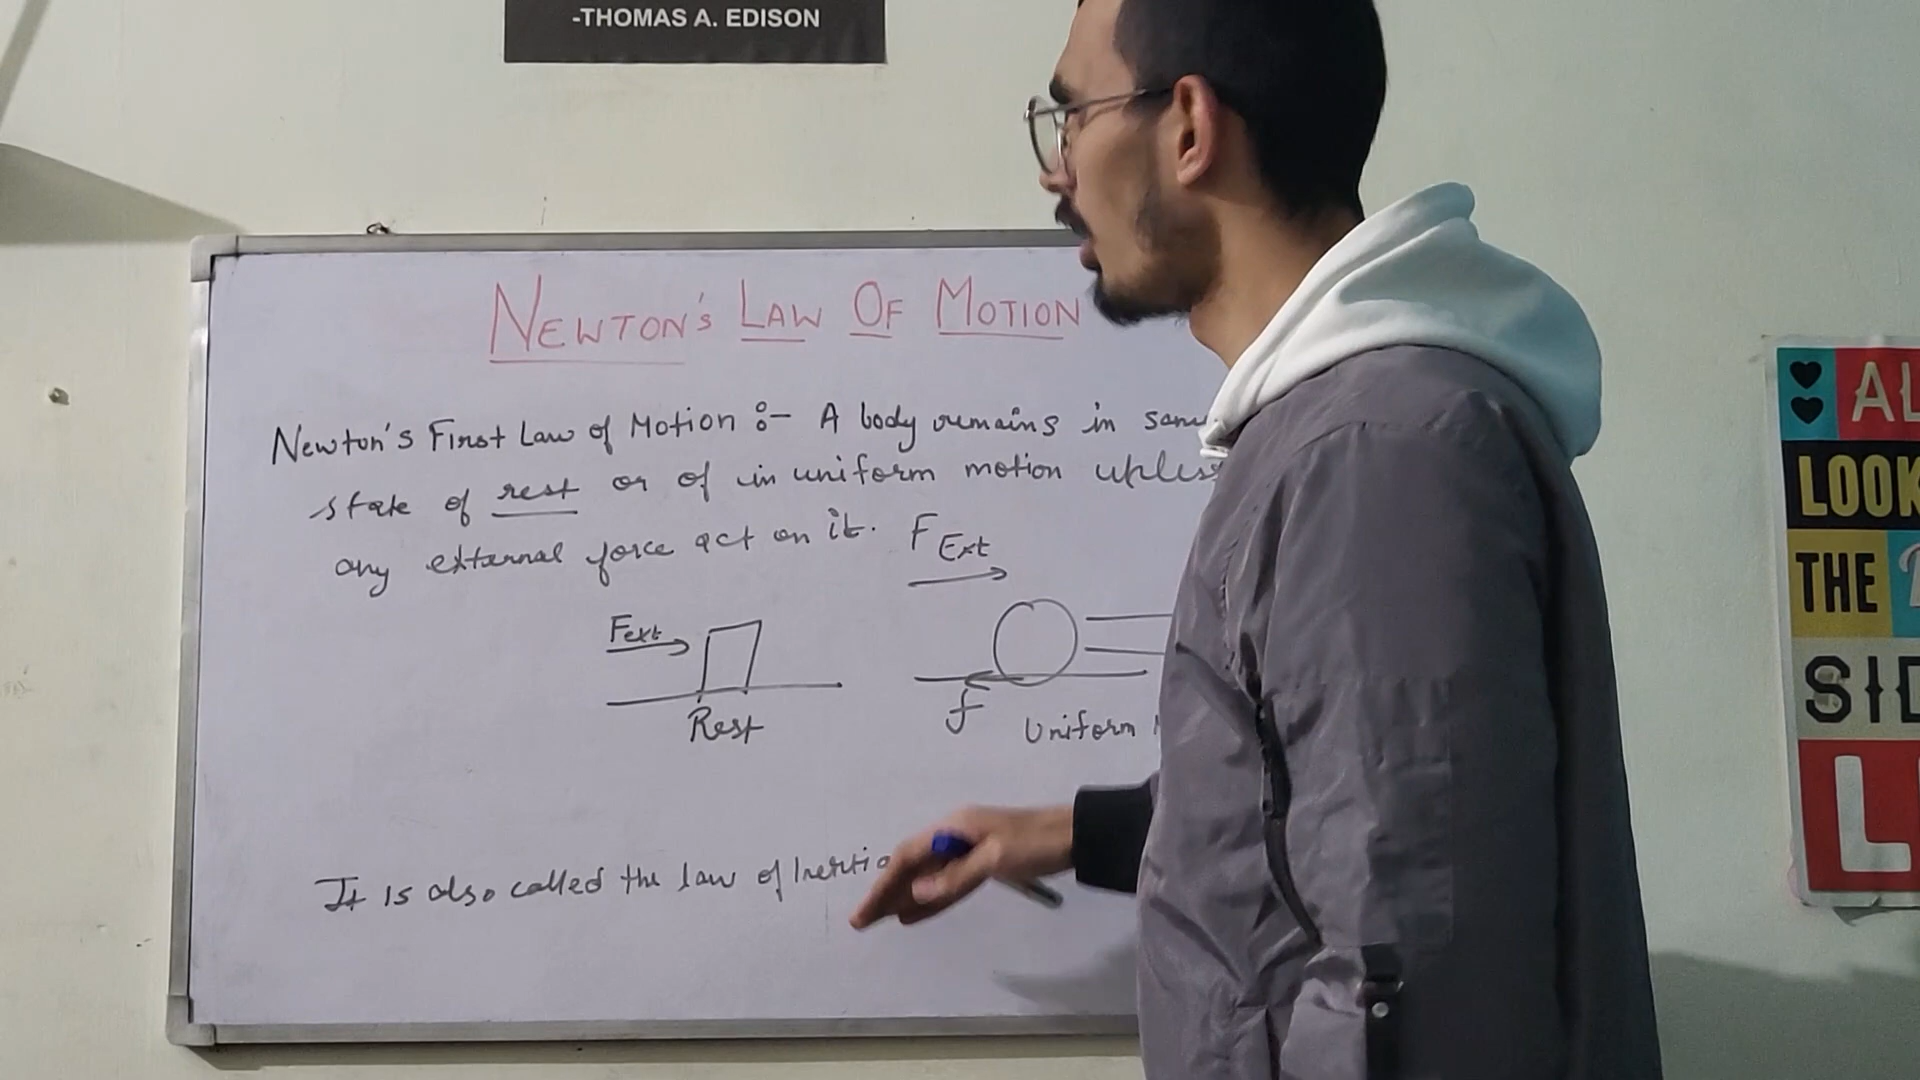 -THOMAS A. EDISON
NEWTON's LAW OF MOTION
Newton's First Law of Motion :- A body remains in
state of rest or of in uniform motion unless
any external force act on it. F Ext
Fext
f
Rest
Uniform
It is also called the law of Inertia
AL
LOOK
THE
SID
L